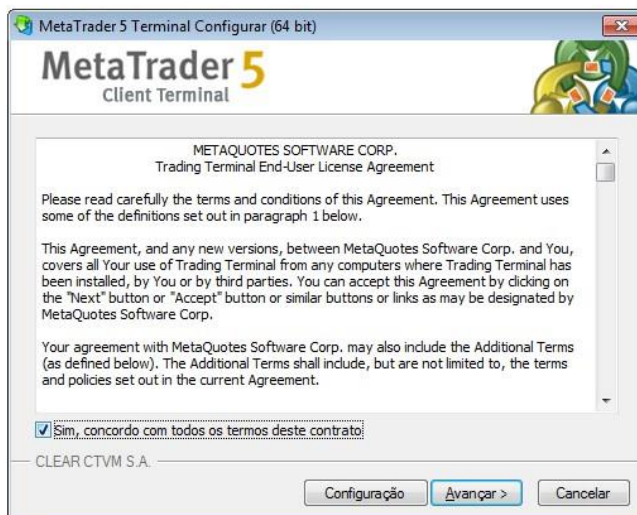 MetaTrader 5 Terminal Configurar (64 bit)
MetaTrader 5
Client Terminal
METAQUOTES SOFTWARE CORP.
Trading Terminal End-User License Agreement
Please read carefully the terms and conditions of this Agreement. This Agreement uses
some of the definitions set out in paragraph 1 below.
This Agreement, and any new versions, between MetaQuotes Software Corp. and You,
covers all Your use of Trading Terminal from any computers where Trading Terminal has
been installed, by You or by third parties. You can accept this Agreement by clicking on
the "Next" button or "Accept" button or similar buttons or links as may be designated by
MetaQuotes Software Corp.
Your agreement with MetaQuotes Software Corp. may also include the Additional Terms
(as defined below). The Additional Terms shall include, but are not limited to, the terms
and policies set out in the current Agreement.
Sim, concordo com todos os termos deste contrato
CLEAR CTVM S.A.
Configuração Avançar > Cancelar